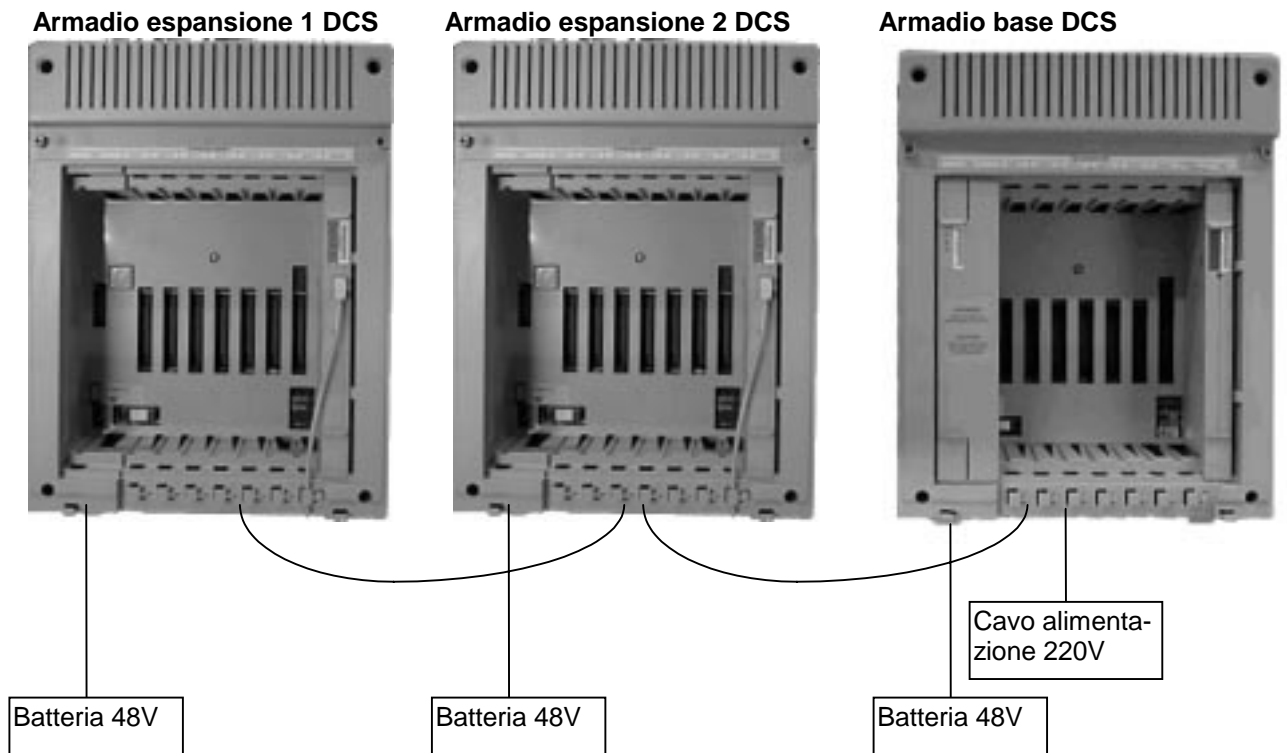 Armadio espansione 1 DCS
Armadio espansione 2 DCS
Armadio base DCS
Cavo alimenta-
zione 220V
Batteria 48V
Batteria 48V
Batteria 48V